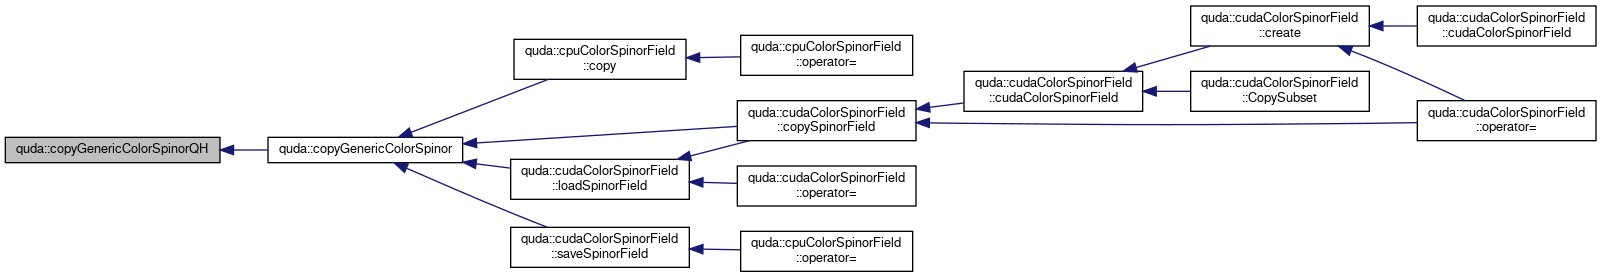 quda::copyGenericColorSpinorQH
quda::copyGenericColorSpinor
quda::cpuColorSpinorField
::copy
quda::cpuColorSpinorField
::operator=
quda::cudaColorSpinorField
::copySpinorField
quda::cudaColorSpinorField
::cudaColorSpinorField
quda::cudaColorSpinorField
::create
quda::cudaColorSpinorField
::cudaColorSpinorField
quda::cudaColorSpinorField
::CopySubset
quda::cudaColorSpinorField
::operator=
quda::cudaColorSpinorField
::loadSpinorField
quda::cudaColorSpinorField
::operator=
quda::cudaColorSpinorField
::saveSpinorField
quda::cpuColorSpinorField
::operator=